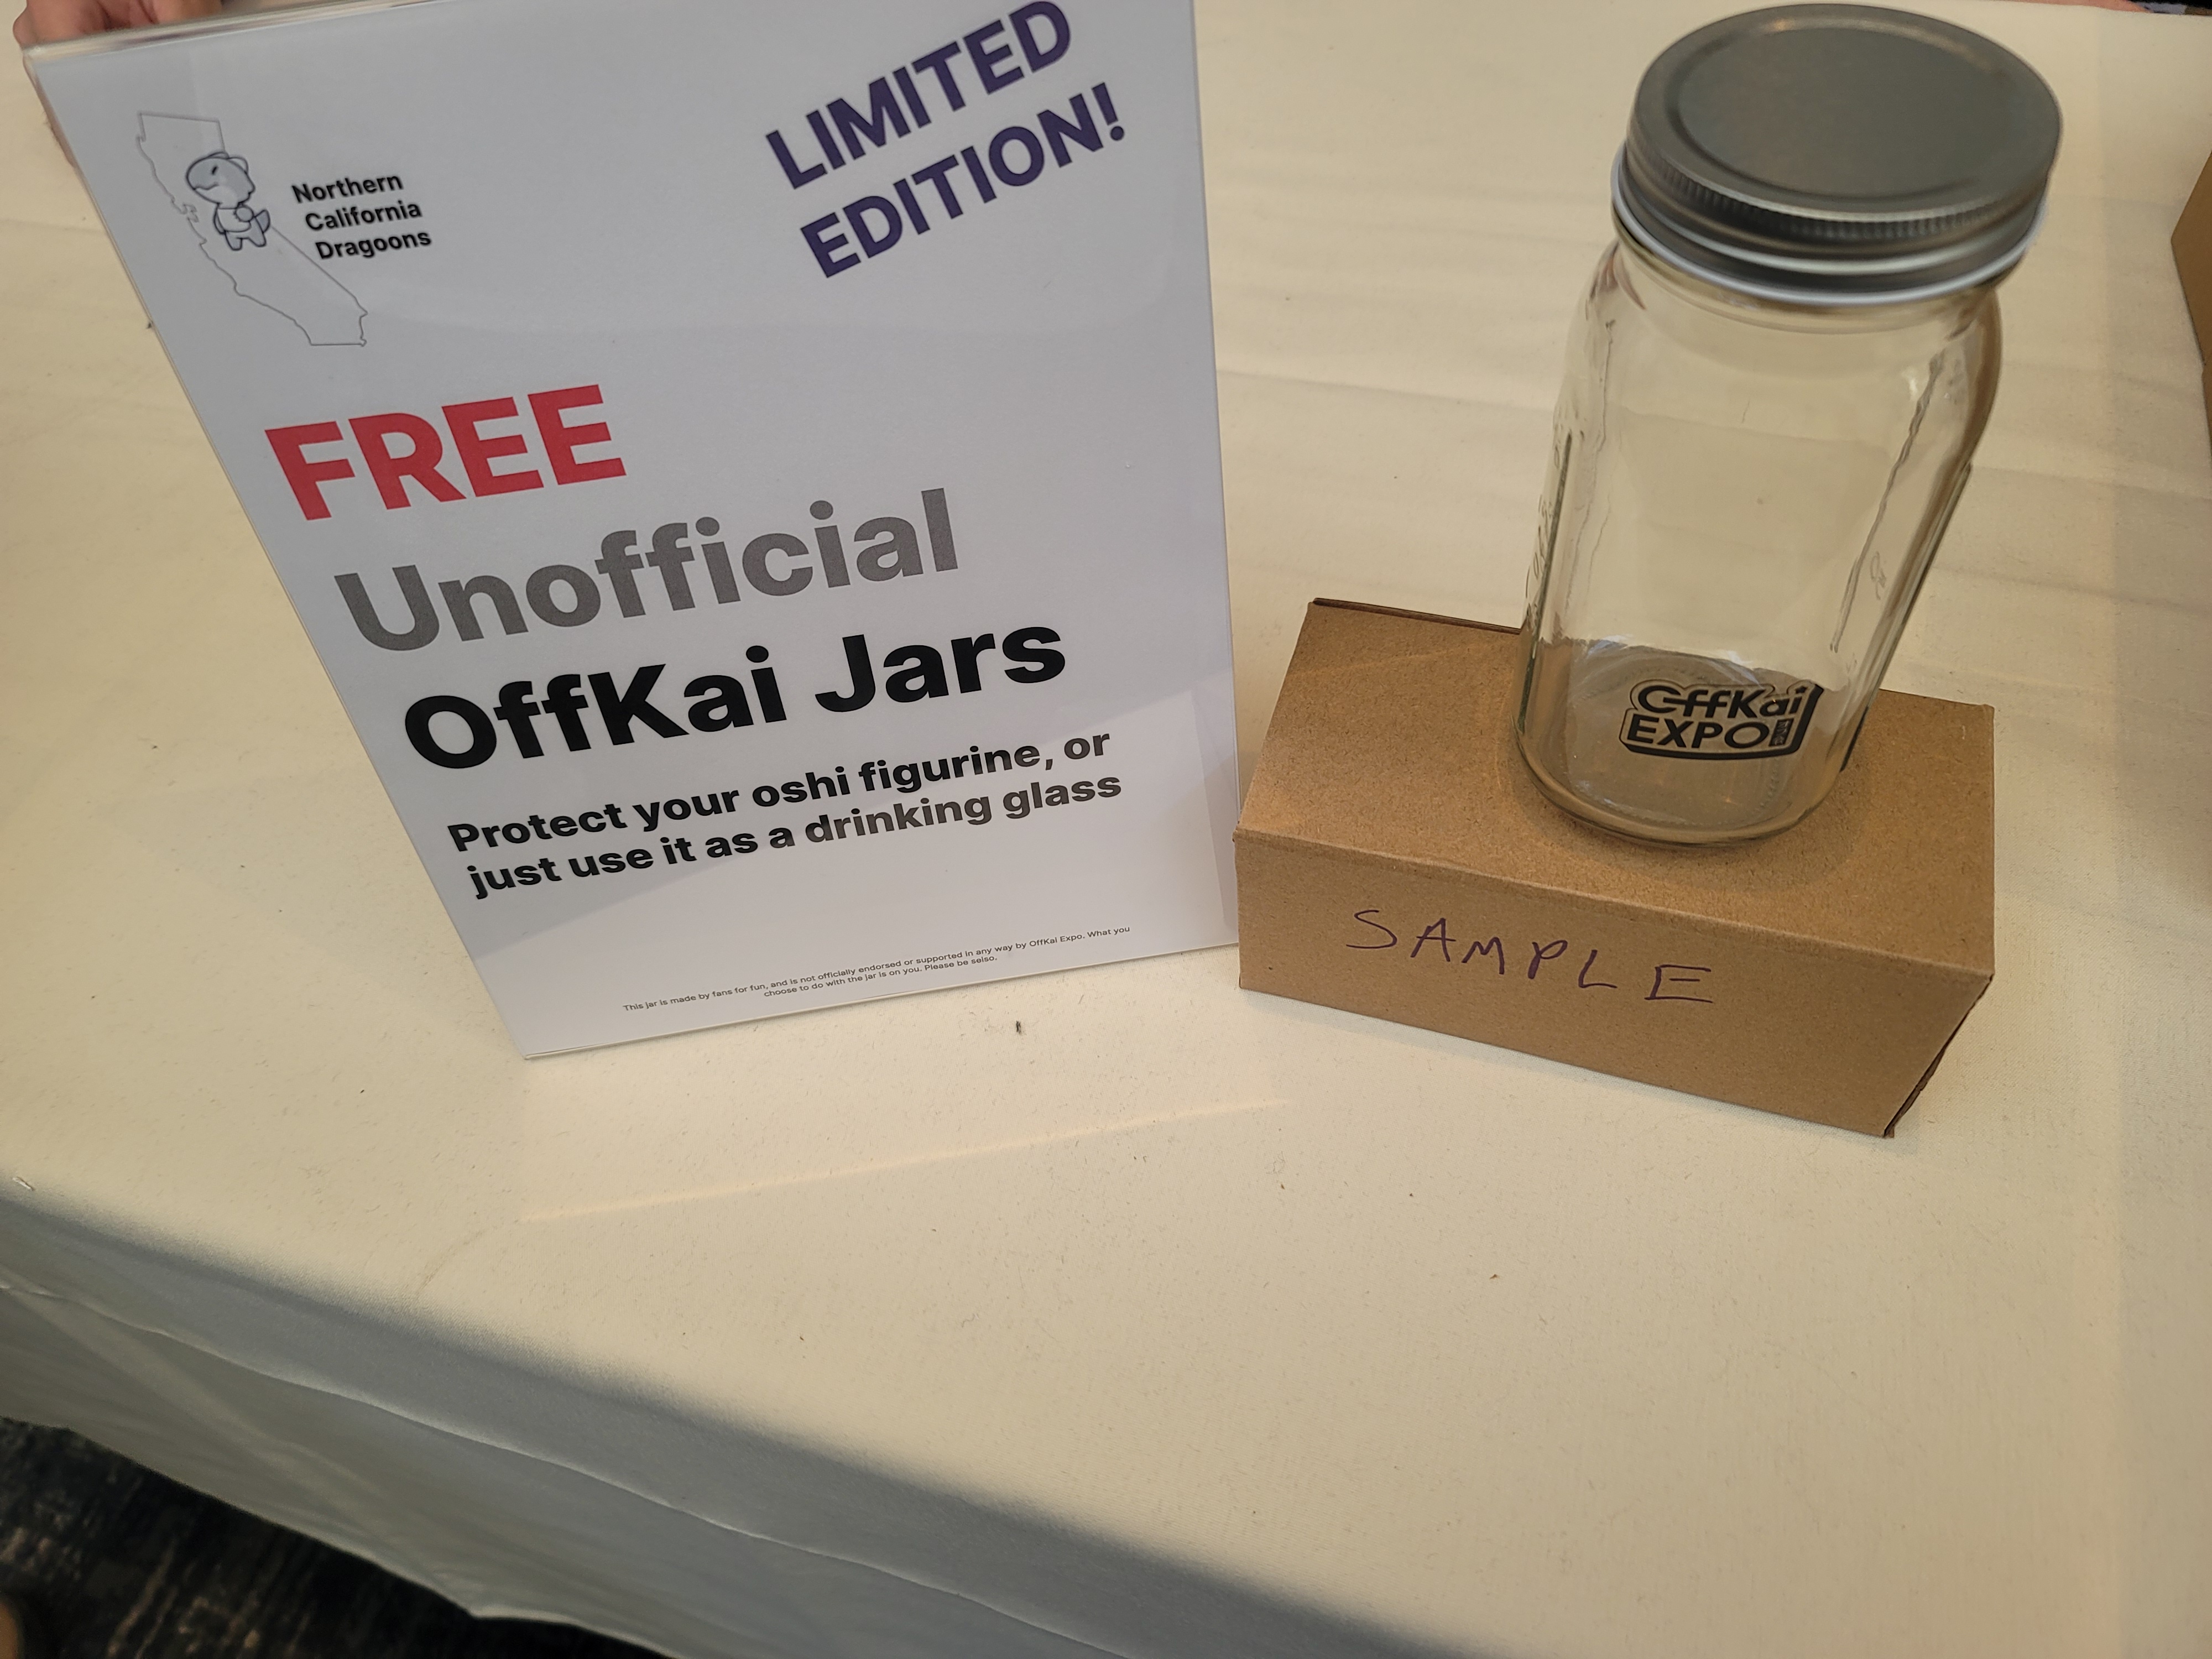 LIMITED
EDITION!
Northern
California
Dragoons
FREE
Unofficial
OffKai Jars
Protect your oshi figurine, or
just use it as a drinking glass
This jar is made by fans for fun, and is not officially endorsed or supported in any way by OffKai Expo. What you
choose to do with the jar is on you. Please be seiso.
OffKai
EXPO
SAMPLE